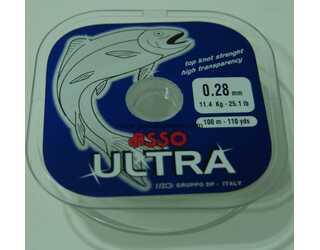 top knot strenght
high transparency
0.28 mm
11.4 Kg - 25.1 lb
100 m - 110 yds
ASSO
ULTRA
GRUPPO DP - ITALY